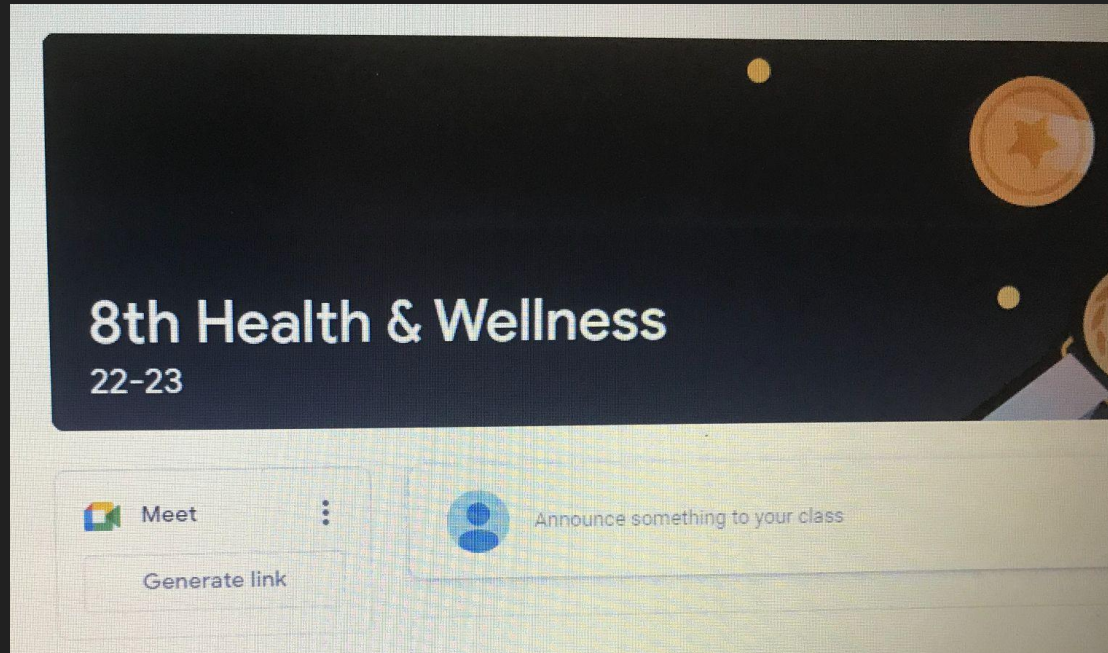 8th Health & Wellness
22-23
Meet
Announce something to your class
Generate link